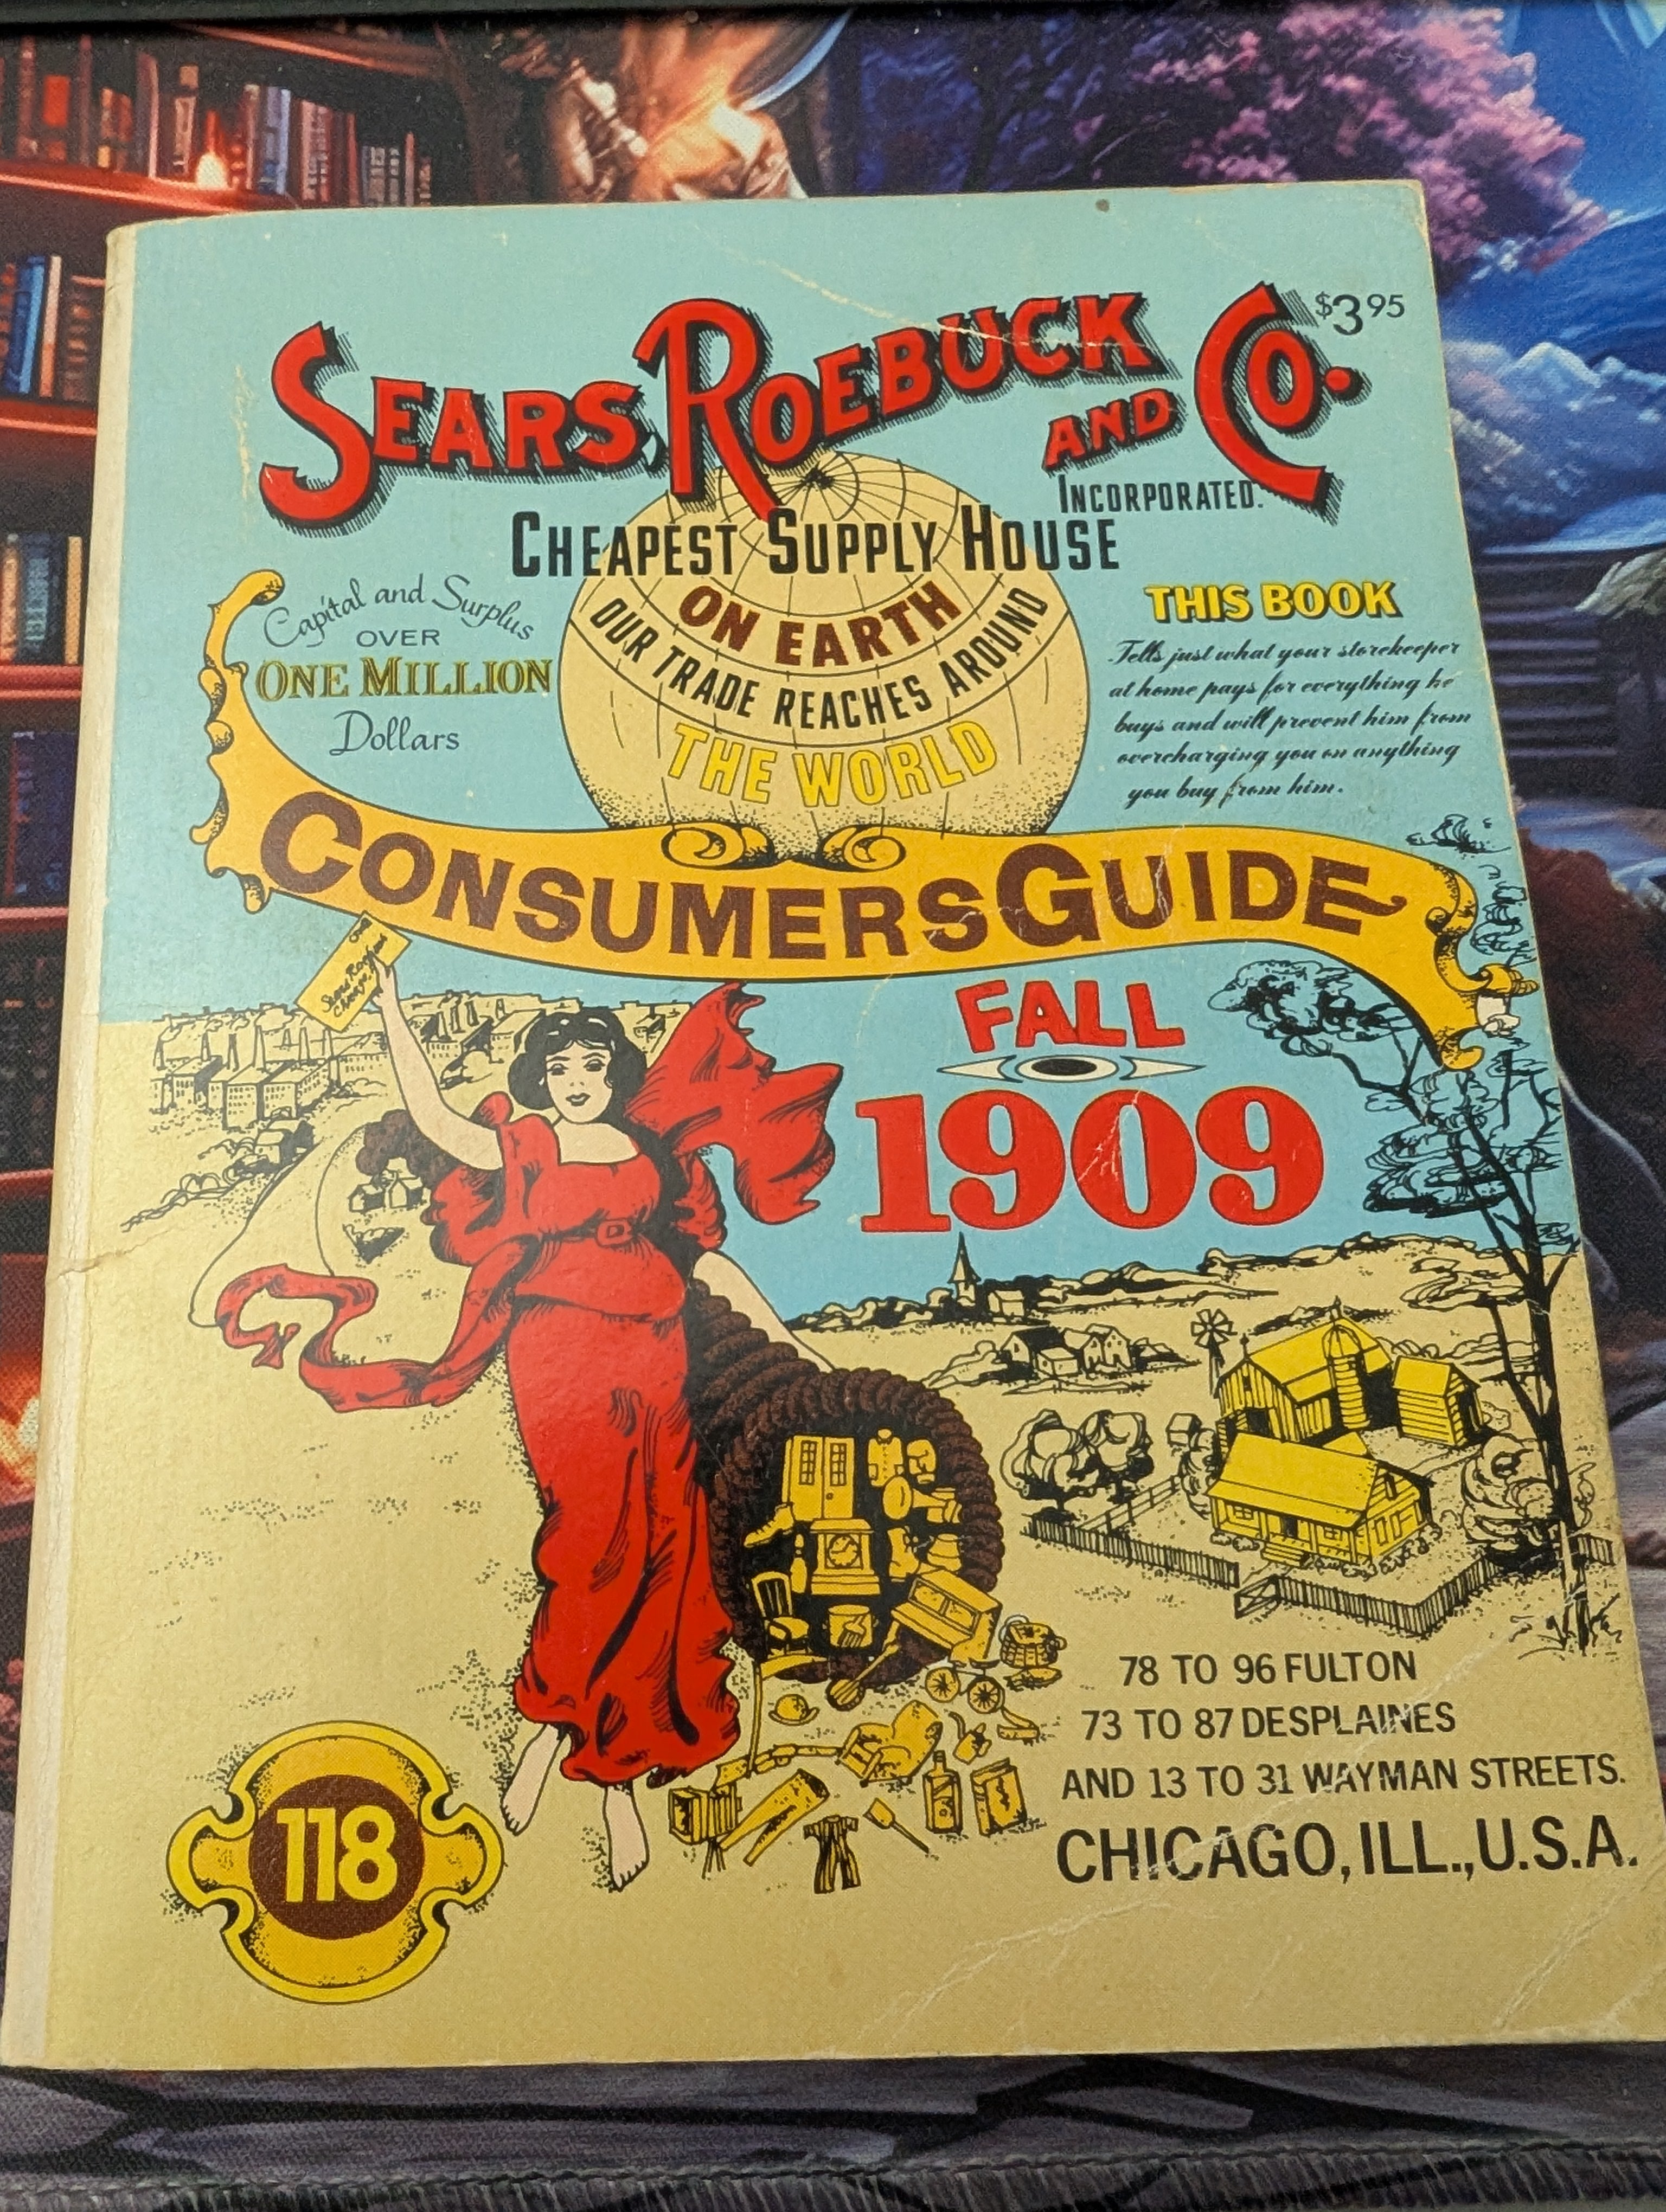 $3.95
SEARS, ROEBUCK AND CO.
INCORPORATED.
CHEAPEST SUPPLY HOUSE
ON EARTH
OUR TRADE REACHES AROUND
THE WORLD
Capital and Surplus
OVER
ONE MILLION
Dollars
THIS BOOK
Tells just what your storekeeper
at home pays for everything he
buys and will prevent him from
overcharging you on anything
you buy from him.
CONSUMERS GUIDE
FALL
1909
78 TO 96 FULTON
73 TO 87 DESPLAINES
AND 13 TO 31 WAYMAN STREETS.
CHICAGO, ILL., U.S.A.
118